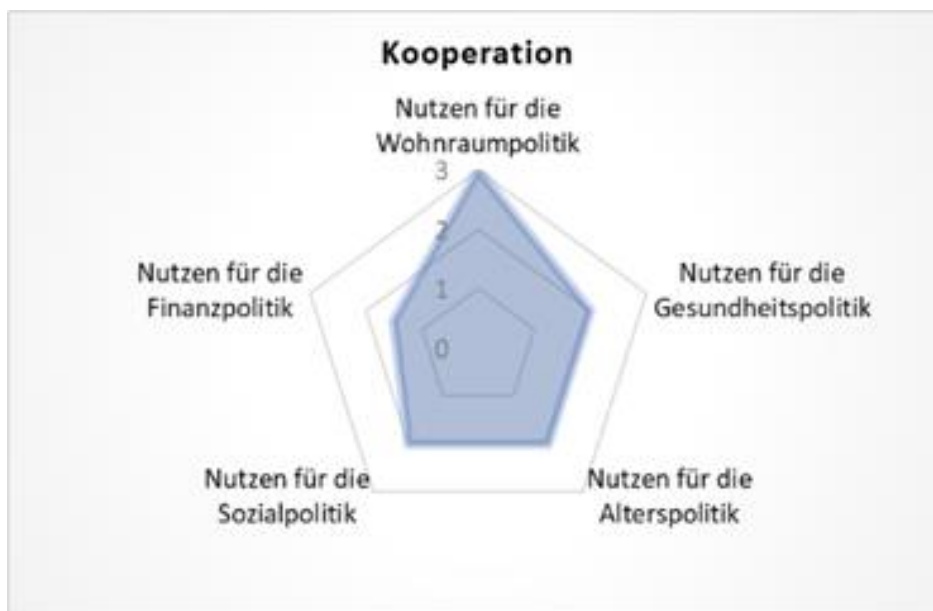 Kooperation
Nutzen für die
Wohnraumpolitik
3
2
1
0
Nutzen für die
Gesundheitspolitik
Nutzen für die
Alterspolitik
Nutzen für die
Sozialpolitik
Nutzen für die
Finanzpolitik